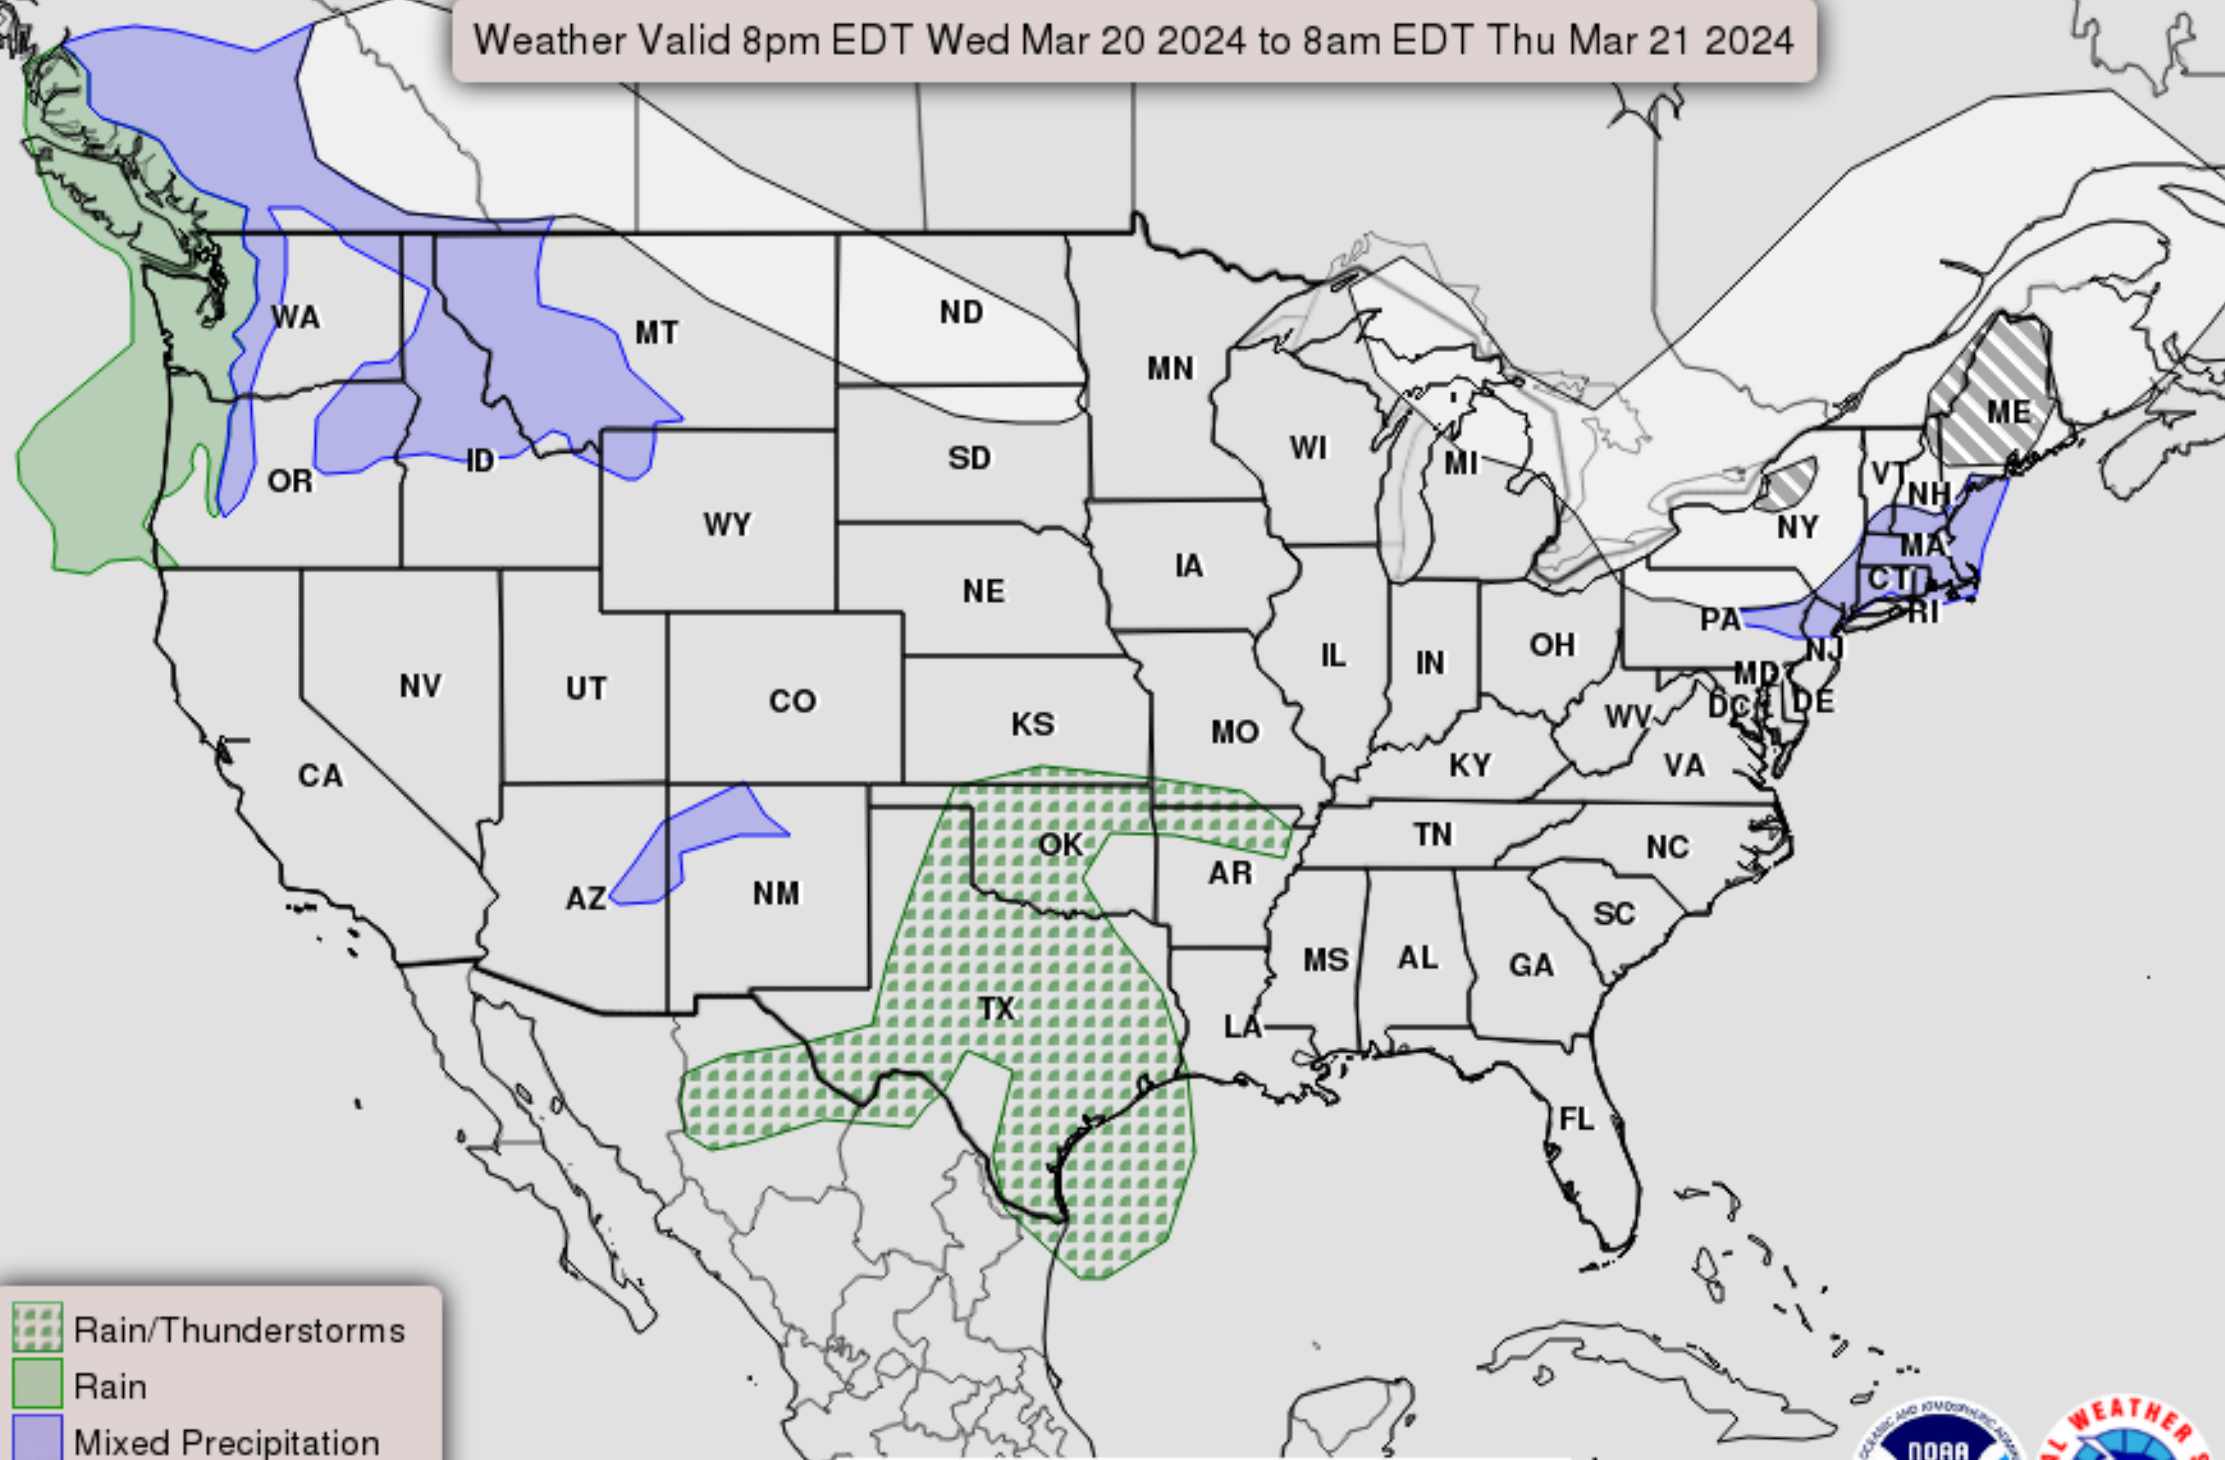 Weather Valid 8pm EDT Wed Mar 20 2024 to 8am EDT Thu Mar 21 2024
WA
MT
ND
MN
OR
ID
SD
WI
MI
ME
VT
NH
NY
MA
CT
RI
WY
IA
NE
PA
NJ
NV
UT
CO
KS
MO
IL
IN
OH
WV
MD
DC
DE
VA
KY
CA
AZ
NM
OK
AR
TN
NC
SC
MS
AL
GA
TX
LA
FL
Rain/Thunderstorms
Rain
Mixed Precipitation
NOAA
WEATHER